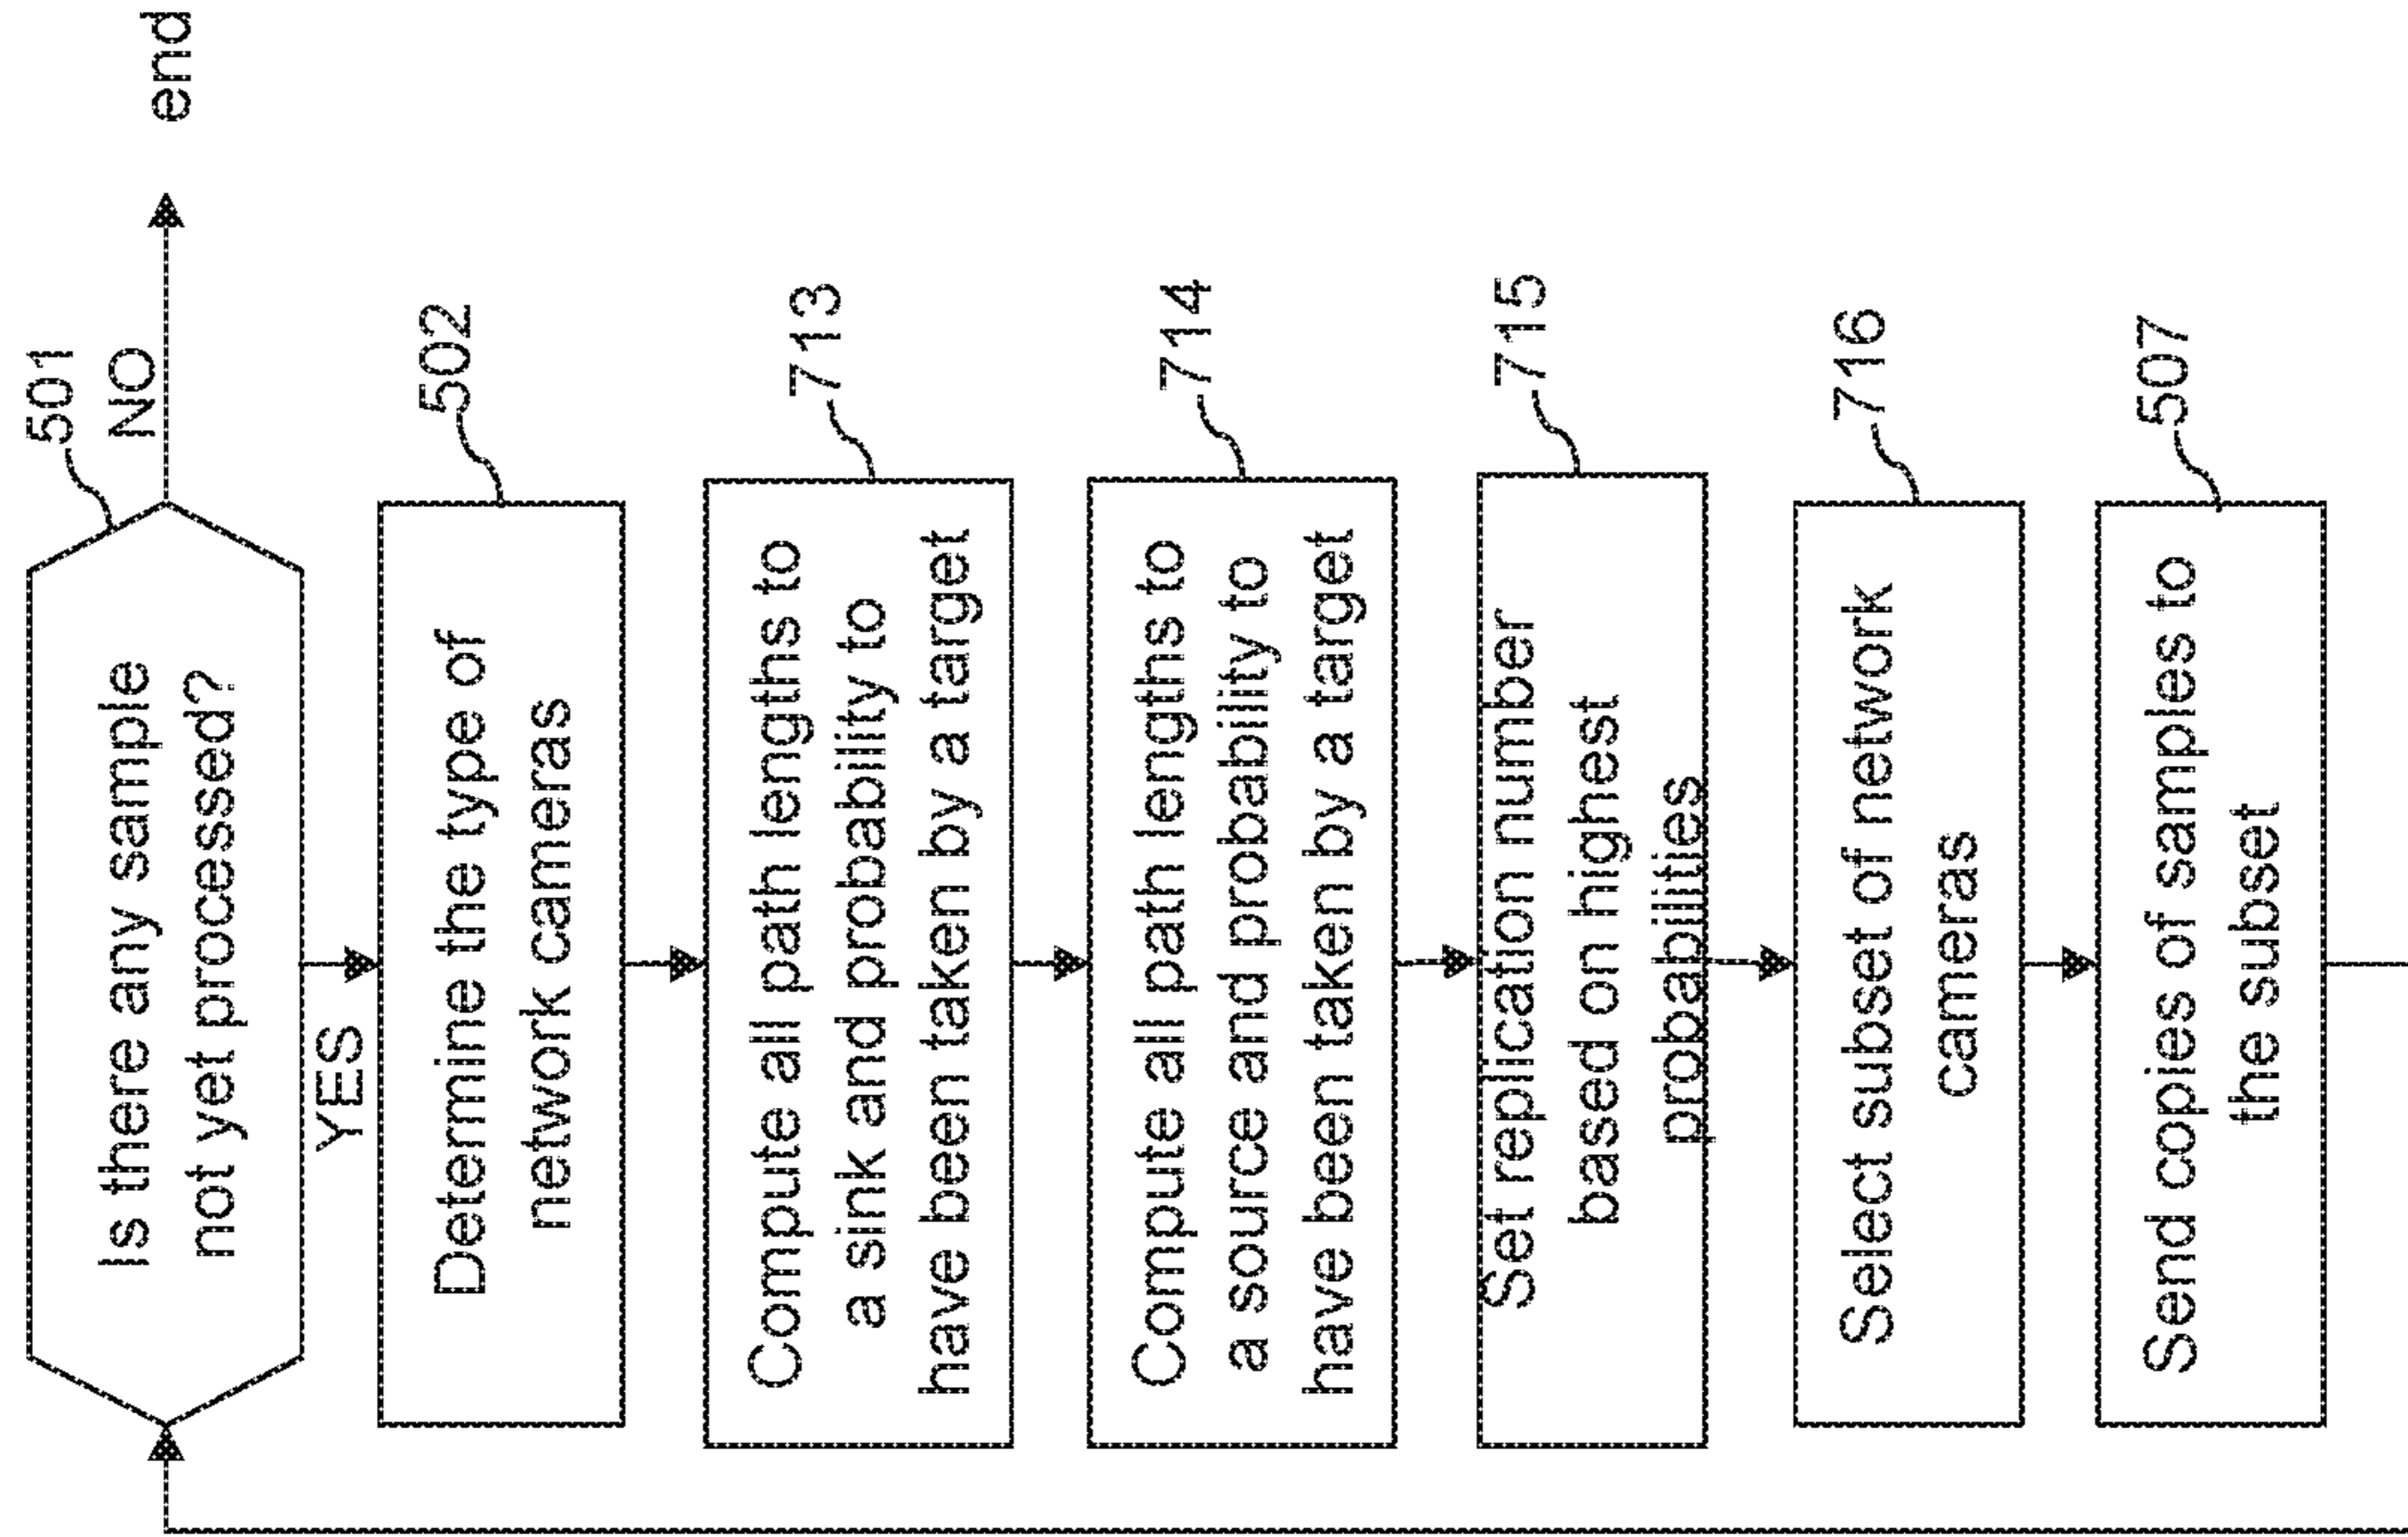 501
Is there any sample
not yet processed?
NO
end
YES
502
Determine the type of
network cameras
713
Compute all path lengths to
a sink and probability to
have been taken by a target
714
Compute all path lengths to
a source and probability to
have been taken by a target
715
Set replication number
based on highest
probabilities
716
Select subset of network
cameras
507
Send copies of samples to
the subset